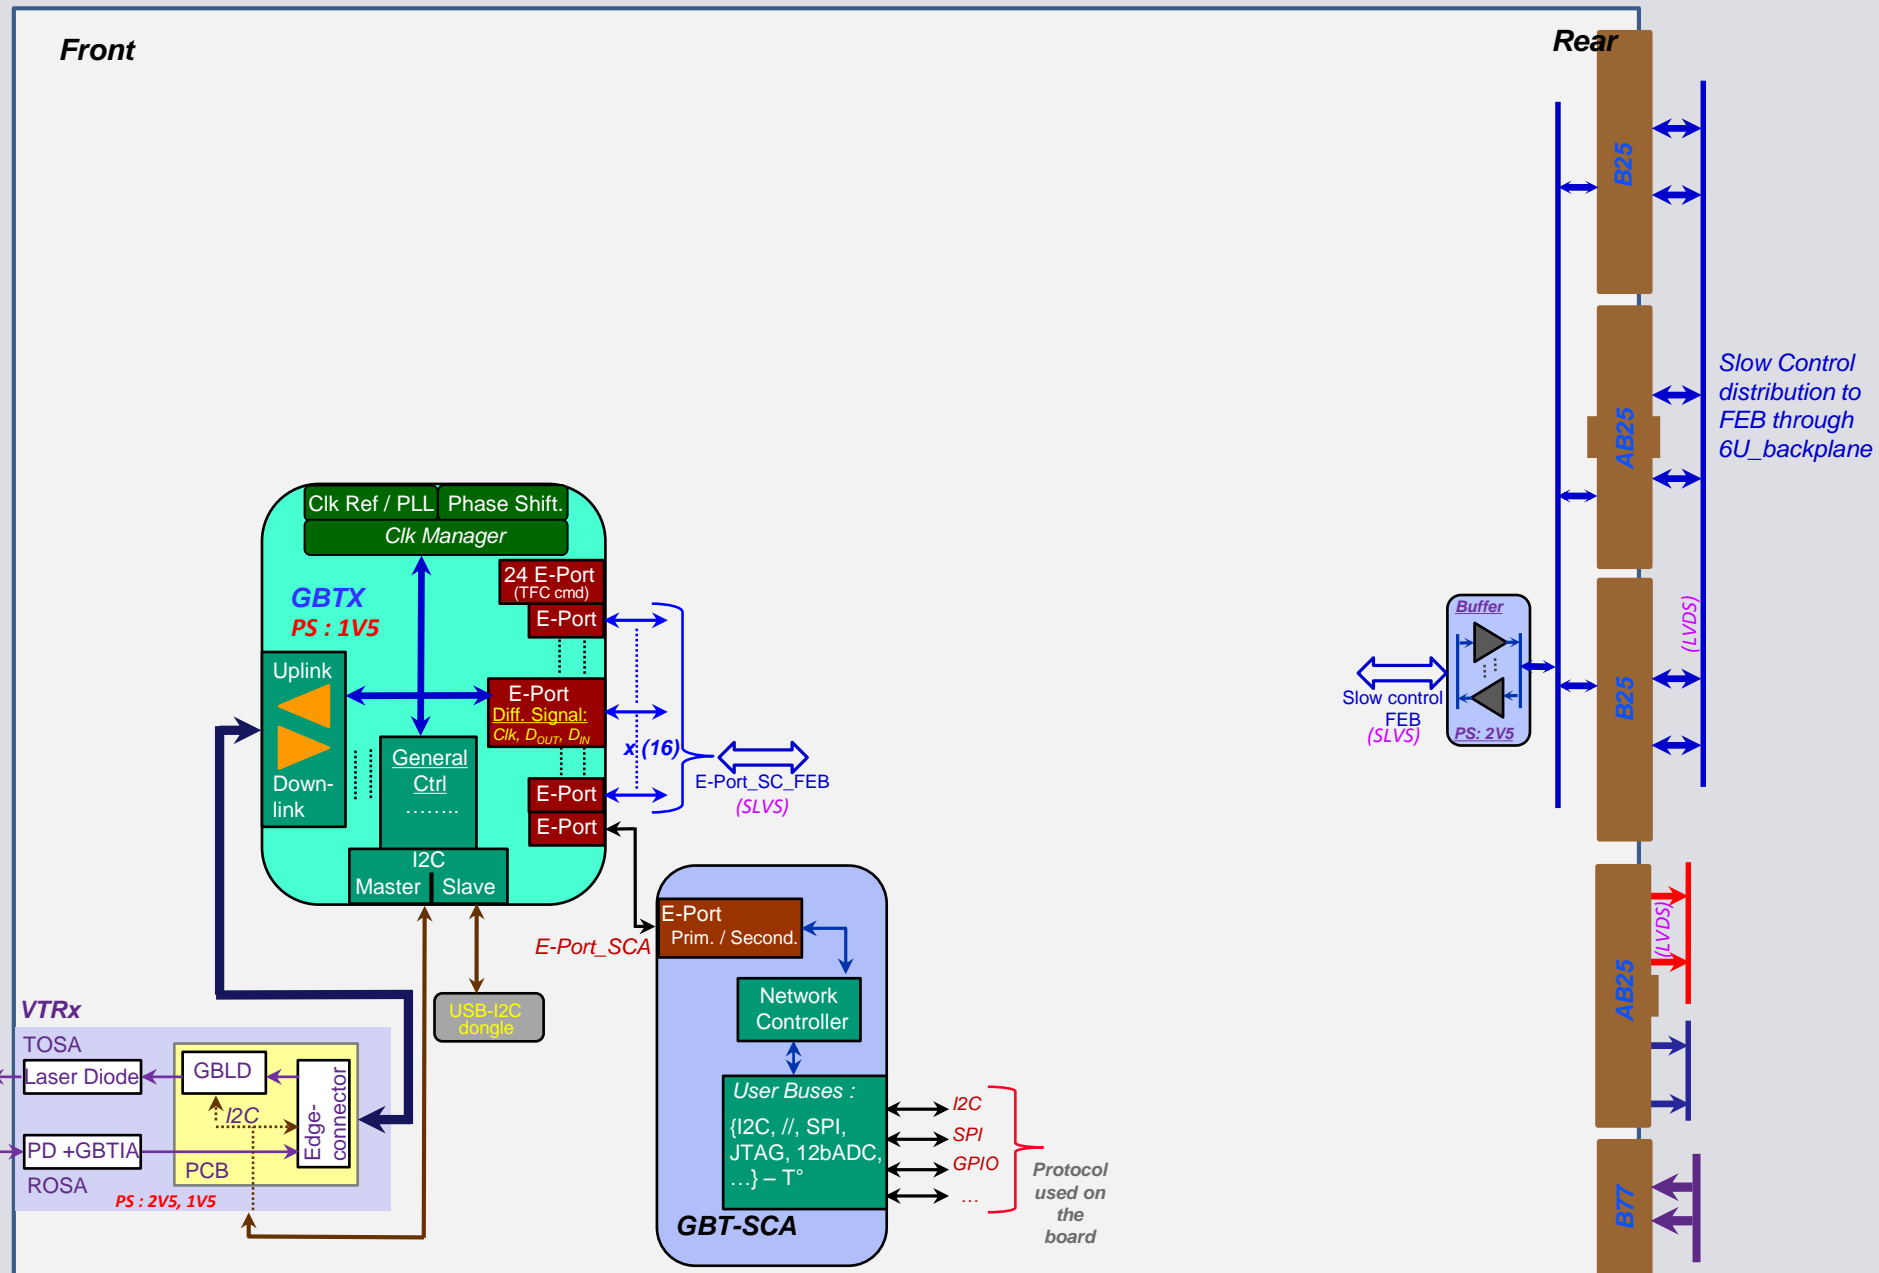 Front
Rear
B25
Slow Control
distribution to
FEB through
6U_backplane
AB25
Clk Ref / PLL
Phase Shift.
Clk Manager
24 E-Port
(TFC cmd)
GBTX
PS : 1V5
E-Port
Uplink
E-Port
Diff. Signal:
Clk, DOUT, DIN
x (16)
General
Ctrl
........
Down-
link
E-Port
E-Port
E-Port_SC_FEB
(SLVS)
I2C
Master
Slave
Buffer
PS: 2V5
Slow control
FEB
(SLVS)
B25
(LVDS)
E-Port
Prim. / Second.
E-Port_SCA
Network
Controller
USB-I2C
dongle
User Buses :
{I2C, //, SPI,
JTAG, 12bADC,
...} – T°
GBT-SCA
I2C
SPI
GPIO
...
Protocol
used on
the
board
VTRx
TOSA
Laser Diode
GBLD
I2C
Edge-
connector
PD +GBTIA
PCB
ROSA
PS : 2V5, 1V5
AB25
(LVDS)
B77